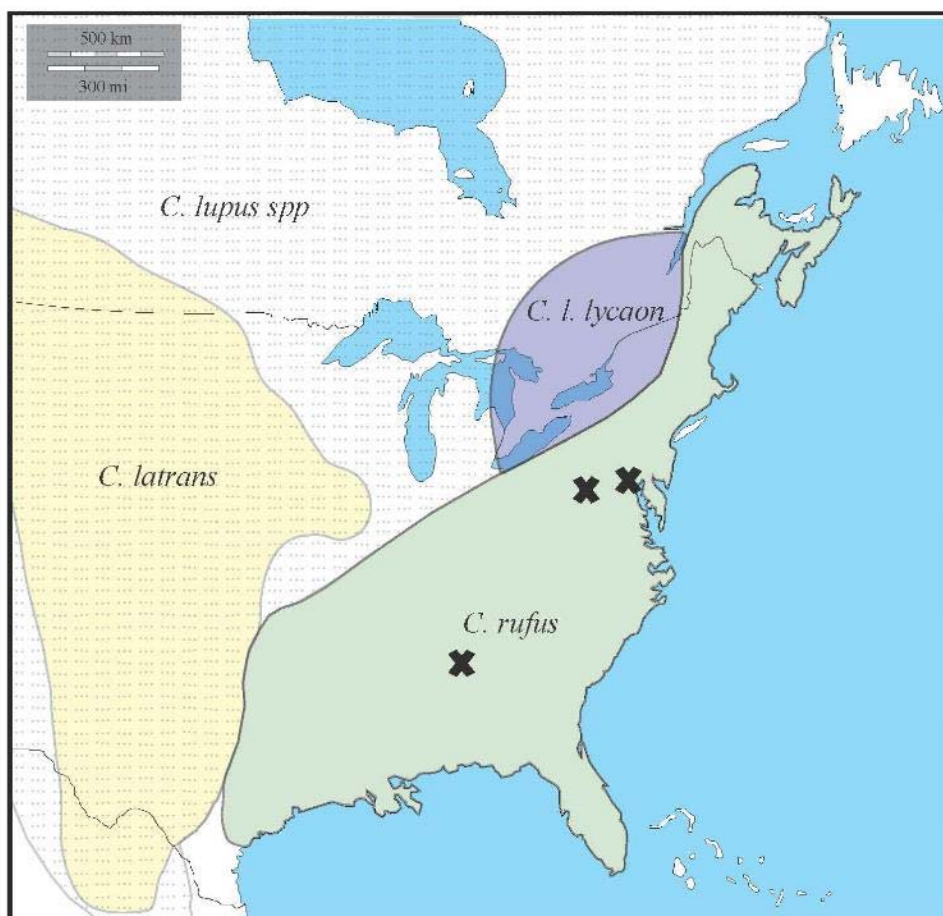 500 km
300 mi
C. lupus spp
C. l. lycaon
C. latrans
C. rufus